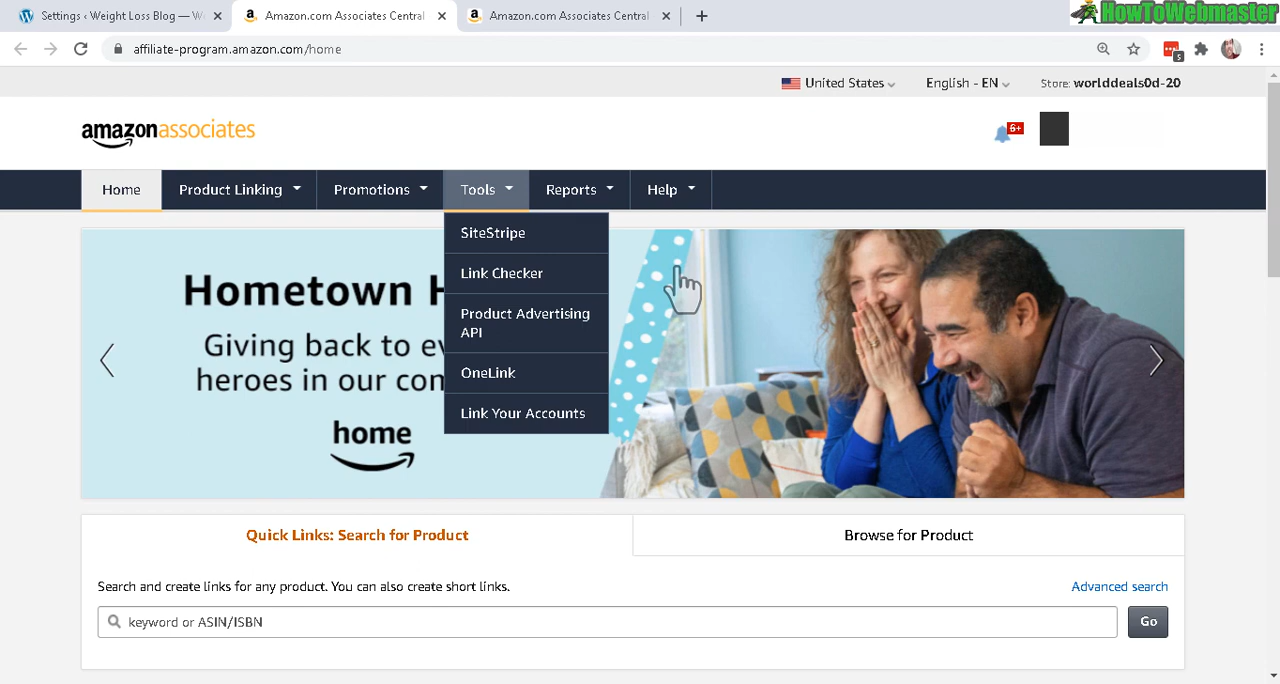 Settings ‹ Weight Loss Blog — W
Amazon.com Associates Central
Amazon.com Associates Central
HowToWebmaster
affiliate-program.amazon.com/home
5
United States
English - EN
Store: worlddeals0d-20
amazonassociates
6+
Home
Product Linking
Promotions
Tools
Reports
Help
SiteStripe
Link Checker
Product Advertising
API
OneLink
Link Your Accounts
Hometown H
Giving back to ev
heroes in our con
home
Quick Links: Search for Product
Browse for Product
Search and create links for any product. You can also create short links.
Advanced search
keyword or ASIN/ISBN
Go